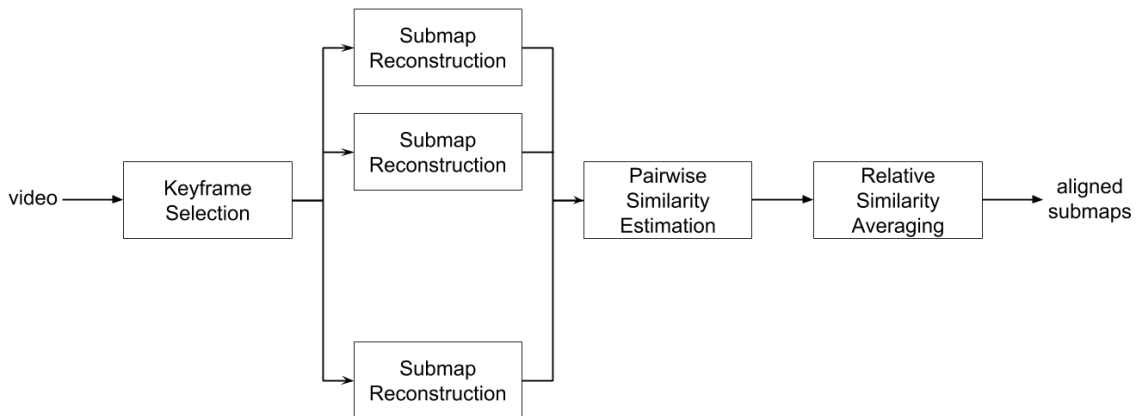 video
Keyframe
Selection
Submap
Reconstruction
Submap
Reconstruction
Submap
Reconstruction
Pairwise
Similarity
Estimation
Relative
Similarity
Averaging
aligned
submaps